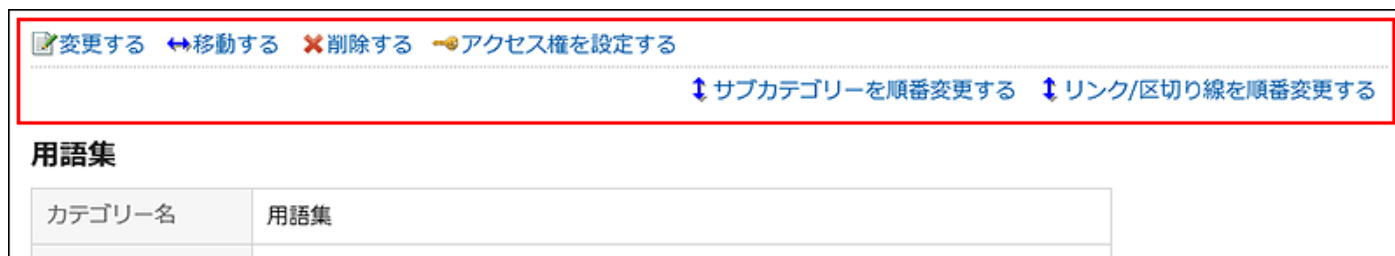 変更する 移動する 削除する アクセス権を設定する
サブカテゴリーを順番変更する リンク/区切り線を順番変更する
用語集
カテゴリー名 用語集